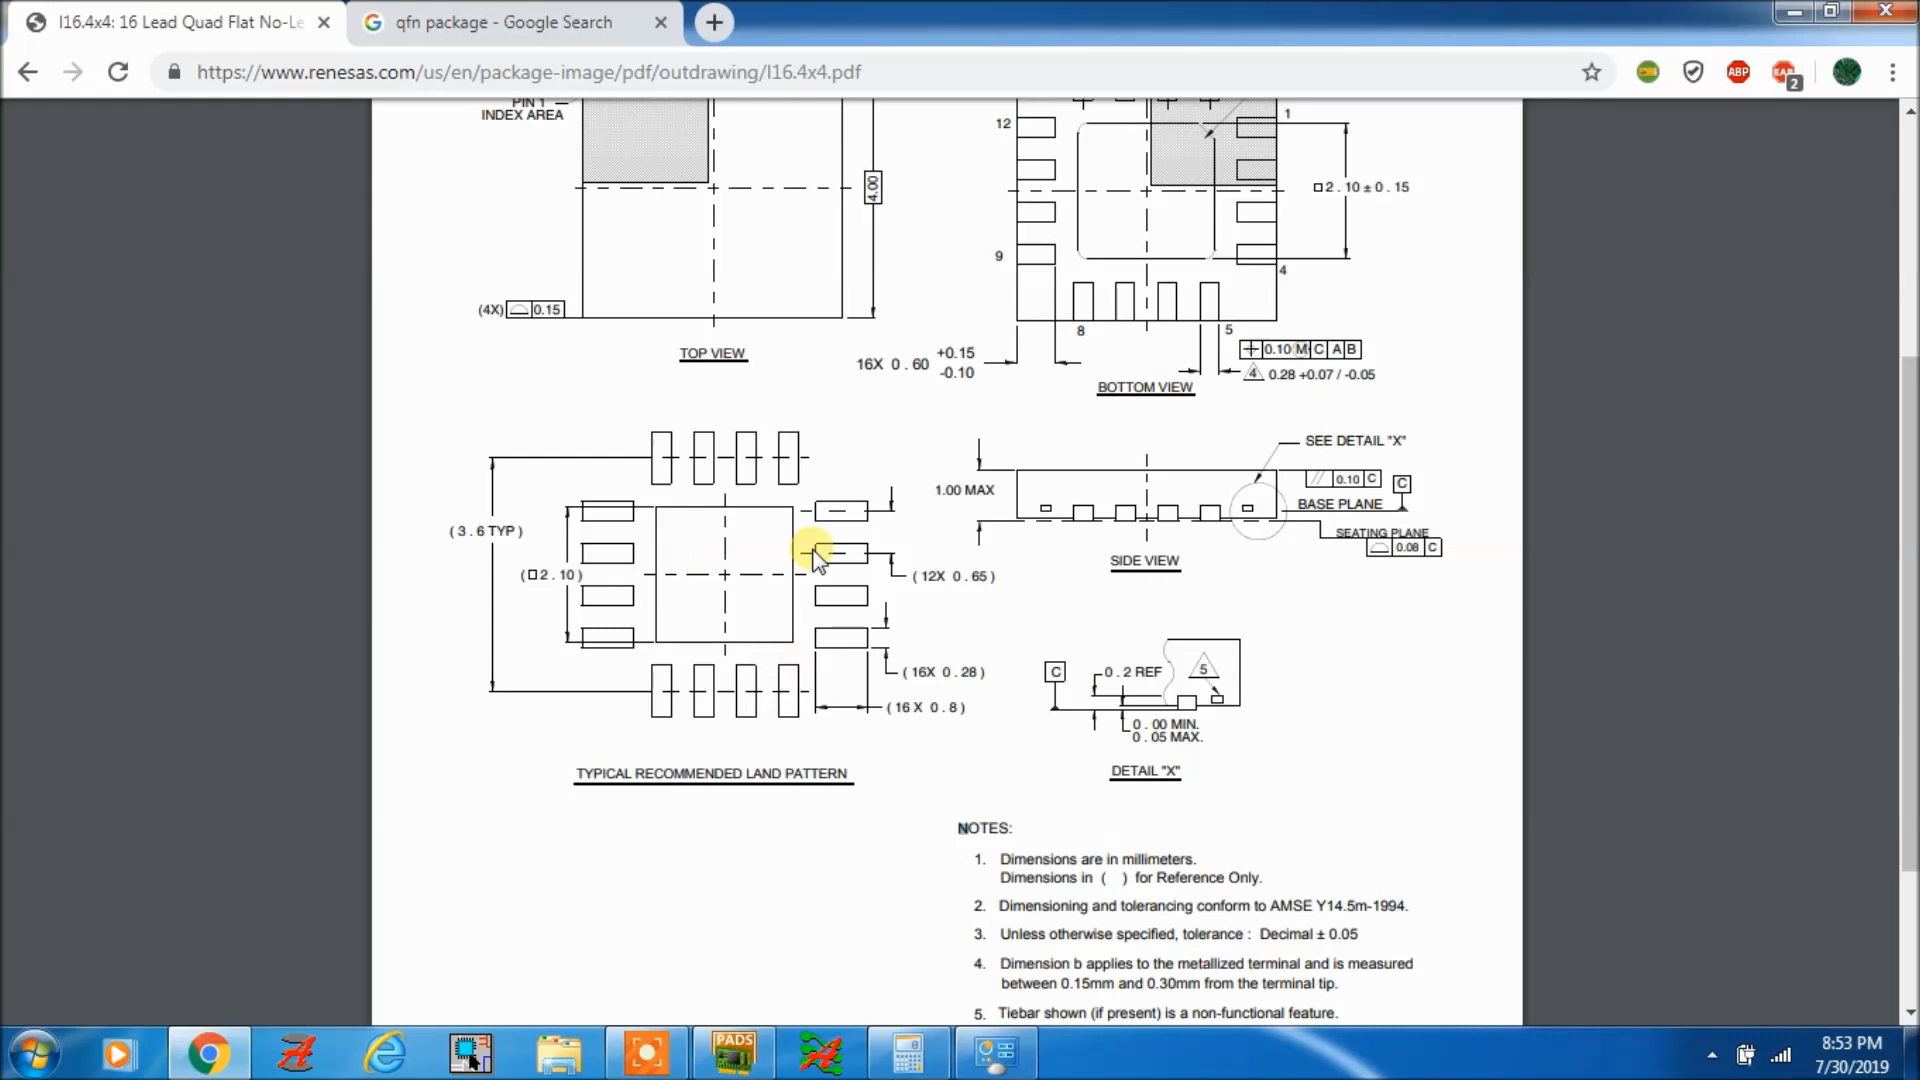 l16.4x4: 16 Lead Quad Flat No-Le
qfn package - Google Search
https://www.renesas.com/us/en/package-image/pdf/outdrawing/l16.4x4.pdf
ABP
EAB
2
PIN 1
INDEX AREA
4.00
(4X) 0.15
TOP VIEW
12
1
9
4
8
5
2.10 ± 0.15
16X 0.60 +0.15
-0.10
0.10 M C A B
4 0.28 +0.07 / -0.05
BOTTOM VIEW
(3.6 TYP)
(2.10)
(12X 0.65)
(16X 0.28)
(16 X 0.8)
TYPICAL RECOMMENDED LAND PATTERN
SEE DETAIL "X"
1.00 MAX
// 0.10 C
C
BASE PLANE
SEATING PLANE
0.08 C
SIDE VIEW
C
0.2 REF
5
0.00 MIN.
0.05 MAX.
DETAIL "X"
NOTES:
1. Dimensions are in millimeters.
Dimensions in ( ) for Reference Only.
2. Dimensioning and tolerancing conform to AMSE Y14.5m-1994.
3. Unless otherwise specified, tolerance : Decimal ± 0.05
4. Dimension b applies to the metallized terminal and is measured
between 0.15mm and 0.30mm from the terminal tip.
5. Tiebar shown (if present) is a non-functional feature.
PADS
8:53 PM
7/30/2019